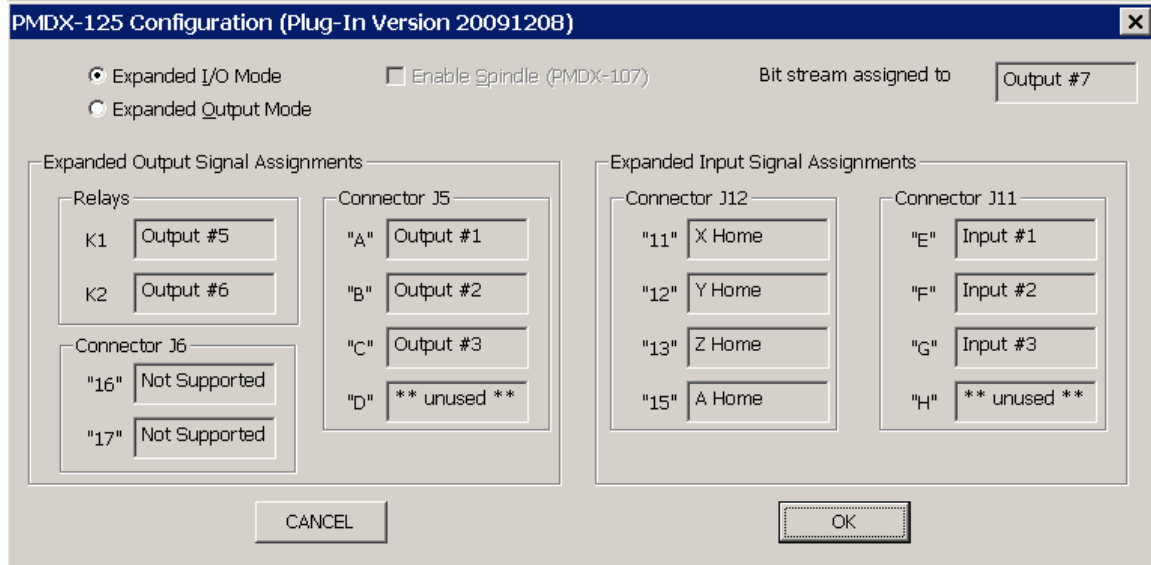 PMDX-125 Configuration (Plug-In Version 20091208)
Expanded I/O Mode
Enable Spindle (PMDX-107)
Bit stream assigned to
Output #7
Expanded Output Mode
Expanded Output Signal Assignments
Relays
K1 Output #5
K2 Output #6
Connector J6
"16" Not Supported
"17" Not Supported
Connector J5
"A" Output #1
"B" Output #2
"C" Output #3
"D" ** unused **
Expanded Input Signal Assignments
Connector J12
"11" X Home
"12" Y Home
"13" Z Home
"15" A Home
Connector J11
"E" Input #1
"F" Input #2
"G" Input #3
"H" ** unused **
CANCEL
OK